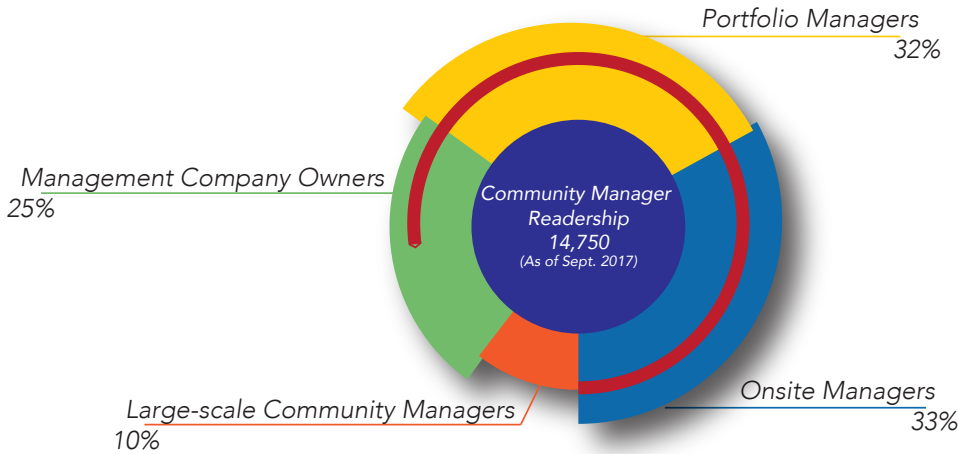 Portfolio Managers
32%
Management Company Owners
25%
Community Manager
Readership
14,750
(As of Sept. 2017)
Onsite Managers
33%
Large-scale Community Managers
10%